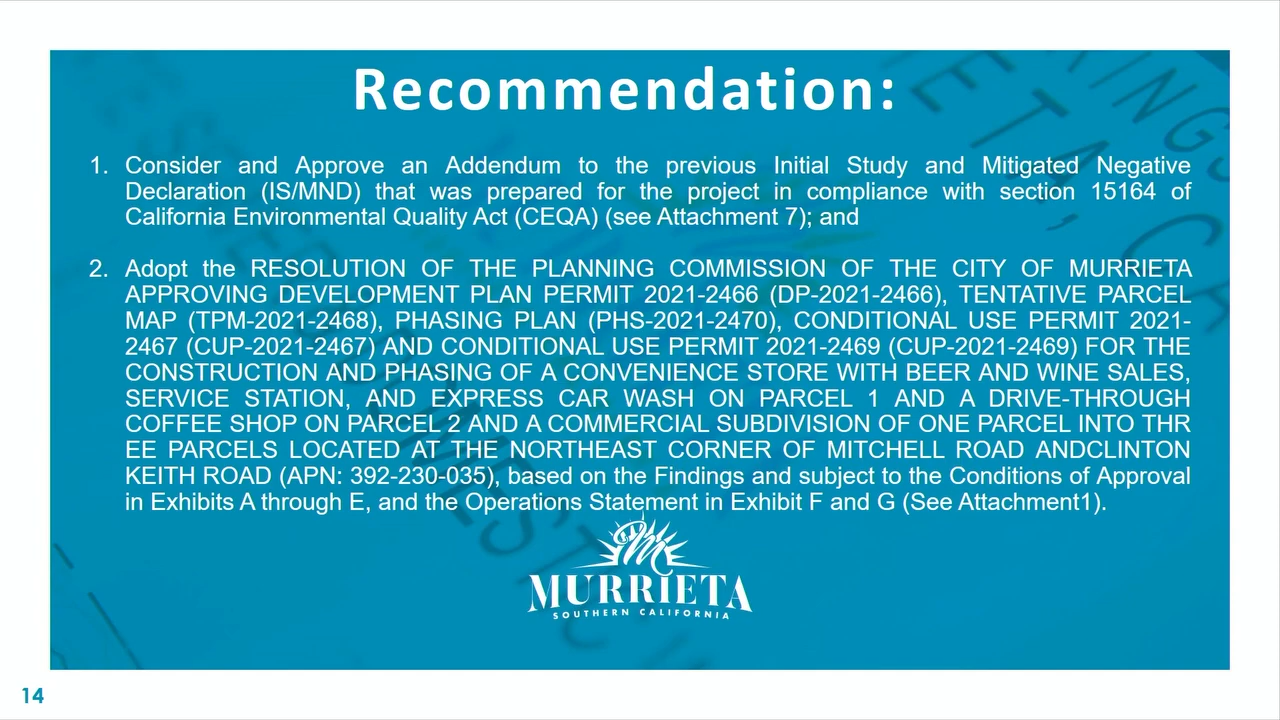 Recommendation:
1. Consider and Approve an Addendum to the previous Initial Study and Mitigated Negative
Declaration (IS/MND) that was prepared for the project in compliance with section 15164 of
California Environmental Quality Act (CEQA) (see Attachment 7); and
2. Adopt the RESOLUTION OF THE PLANNING COMMISSION OF THE CITY OF MURRIETA
APPROVING DEVELOPMENT PLAN PERMIT 2021-2466 (DP-2021-2466), TENTATIVE PARCEL
MAP (TPM-2021-2468), PHASING PLAN (PHS-2021-2470), CONDITIONAL USE PERMIT 2021-
2467 (CUP-2021-2467) AND CONDITIONAL USE PERMIT 2021-2469 (CUP-2021-2469) FOR THE
CONSTRUCTION AND PHASING OF A CONVENIENCE STORE WITH BEER AND WINE SALES,
SERVICE STATION, AND EXPRESS CAR WASH ON PARCEL 1 AND A DRIVE-THROUGH
COFFEE SHOP ON PARCEL 2 AND A COMMERCIAL SUBDIVISION OF ONE PARCEL INTO THR
EE PARCELS LOCATED AT THE NORTHEAST CORNER OF MITCHELL ROAD ANDCLINTON
KEITH ROAD (APN: 392-230-035), based on the Findings and subject to the Conditions of Approval
in Exhibits A through E, and the Operations Statement in Exhibit F and G (See Attachment1).
M
MURRIETA
SOUTHERN CALIFORNIA
14